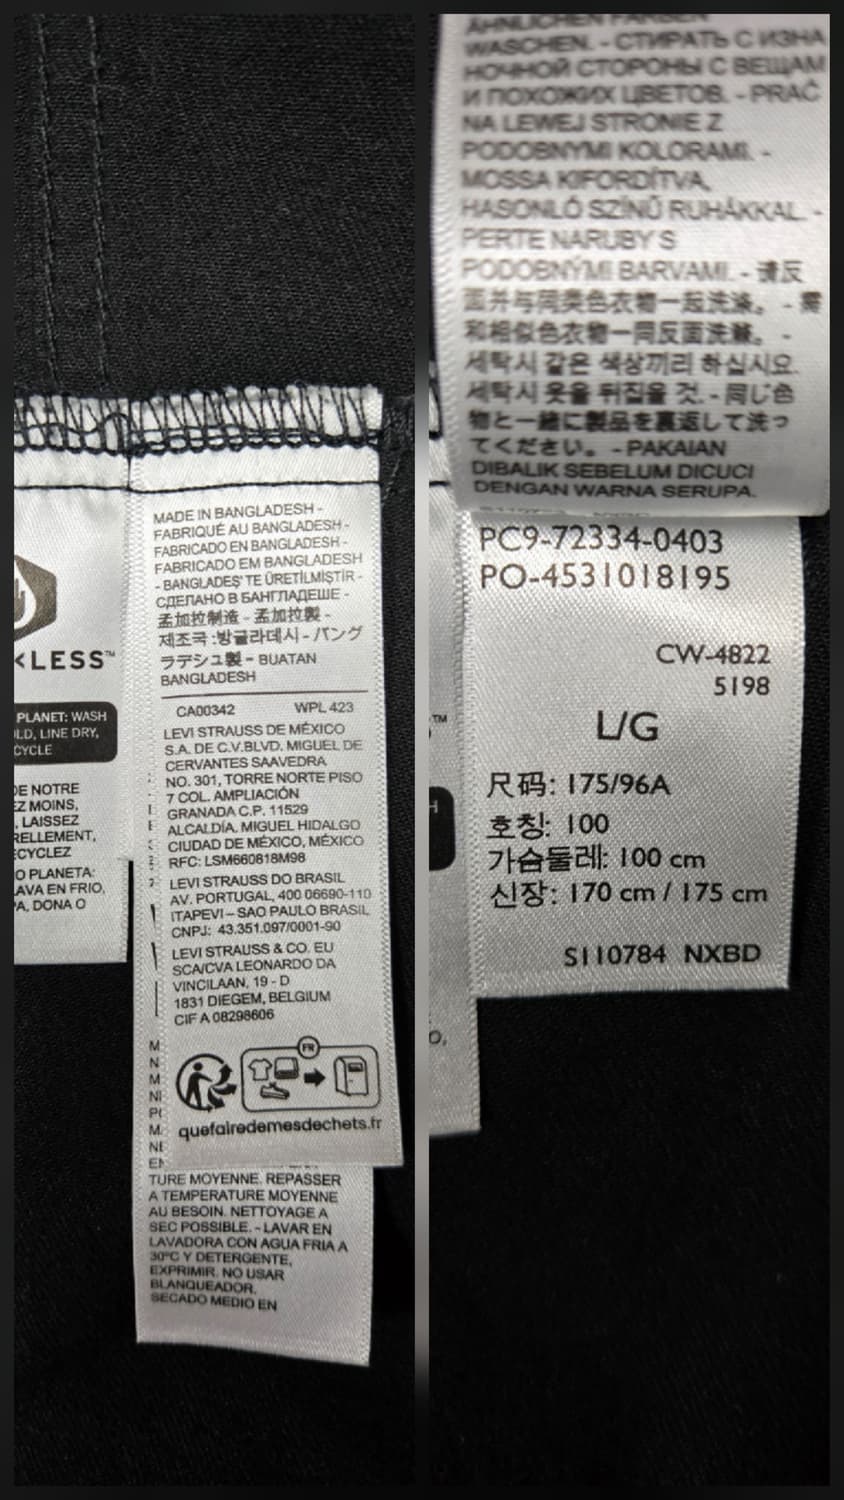 <LESS™
PLANET: WASH
LD, LINE DRY,
CYCLE
DE NOTRE
EZ MOINS,
, LAISSEZ
RELLEMENT,
ECYCLEZ
O PLANETA:
AVA EN FRIO,
A, DONA O
MADE IN BANGLADESH -
FABRIQUÉ AU BANGLADESH -
FABRICADO EN BANGLADESH -
FABRICADO EM BANGLADESH
- BANGLADEŞ' TE ÜRETİLMİŞTİR -
СДЕЛАНО В БАНГЛАДЕШЕ -
孟加拉制造 - 孟加拉製 -
제조국 :방글라데시 - バング
ラデシュ製 - BUATAN
BANGLADESH
CA00342 WPL 423
LEVI STRAUSS DE MÉXICO
S.A. DE C.V.BLVD. MIGUEL DE
CERVANTES SAAVEDRA
NO. 301, TORRE NORTE PISO
7 COL. AMPLIACIÓN
GRANADA C.P. 11529
ALCALDÍA. MIGUEL HIDALGO
CIUDAD DE MÉXICO, MÉXICO
RFC: LSM660818M98
LEVI STRAUSS DO BRASIL
AV. PORTUGAL, 400 06690-110
ITAPEVI – SAO PAULO BRASIL
CNPJ: 43.351.097/0001-90
LEVI STRAUSS & CO. EU
SCA/CVA LEONARDO DA
VINCILAAN, 19 - D
1831 DIEGEM, BELGIUM
CIF A 08298606
FR
quefairedemesdechets.fr
TURE MOYENNE. REPASSER
A TEMPERATURE MOYENNE
AU BESOIN. NETTOYAGE A
SEC POSSIBLE. - LAVAR EN
LAVADORA CON AGUA FRIA A
30°C Y DETERGENTE,
EXPRIMIR. NO USAR
BLANQUEADOR.
SECADO MEDIO EN
ÄHNLICHEN FARBEN
WASCHEN. - СТИРАТЬ С ИЗНА
НОЧНОЙ СТОРОНЫ С ВЕЩАМ
И ПОХОЖИХ ЦВЕТОВ. - PRAĆ
NA LEWEJ STRONIE Z
PODOBNYMI KOLORAMI. -
MOSSA KIFORDÍTVA,
HASONLÓ SZÍNŰ RUHÁKKAL. -
PERTE NARUBY S
PODOBNÝMI BARVAMI. - 请反
面并与同类色衣物一起洗涤。 - 需
和相似色衣物一同反面洗滌。 -
세탁시 같은 색상끼리 하십시요.
세탁시 옷을 뒤집을 것. - 同じ色
物と一緒に製品を裏返して洗っ
てください。 - PAKAIAN
DIBALIK SEBELUM DICUCI
DENGAN WARNA SERUPA.
PC9-72334-0403
PO-4531018195
CW-4822
5198
L/G
尺码: 175/96A
호칭: 100
가슴둘레: 100 cm
신장: 170 cm / 175 cm
S110784 NXBD